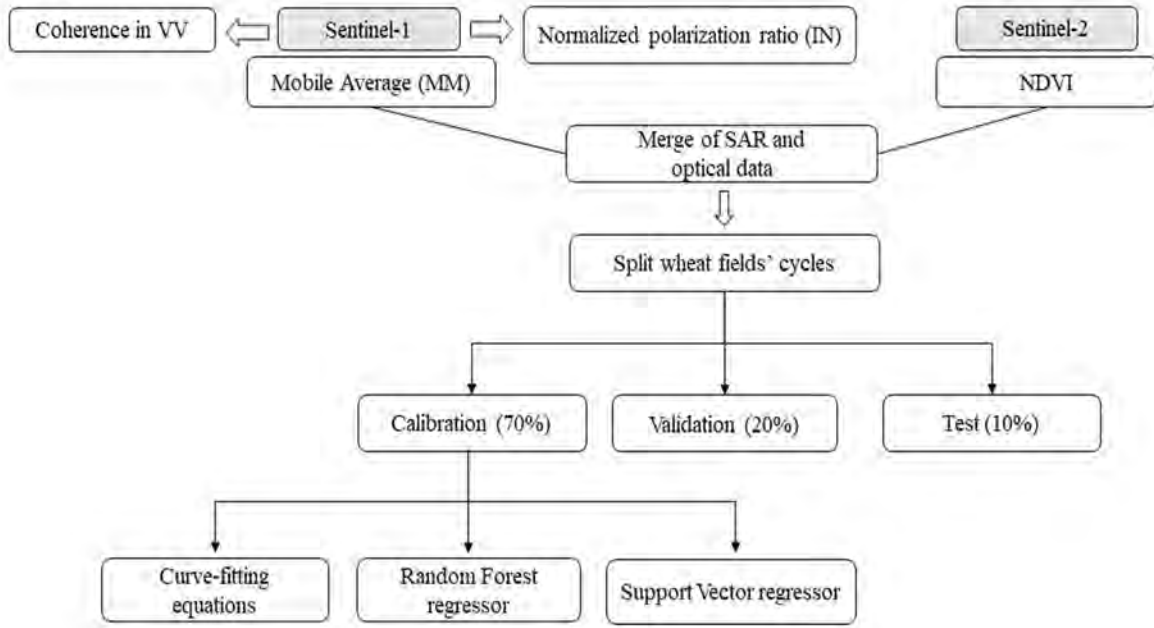 Coherence in VV
Sentinel-1
Normalized polarization ratio (IN)
Sentinel-2
Mobile Average (MM)
NDVI
Merge of SAR and
optical data
Split wheat fields’ cycles
Calibration (70%)
Validation (20%)
Test (10%)
Curve-fitting
equations
Random Forest
regressor
Support Vector regressor